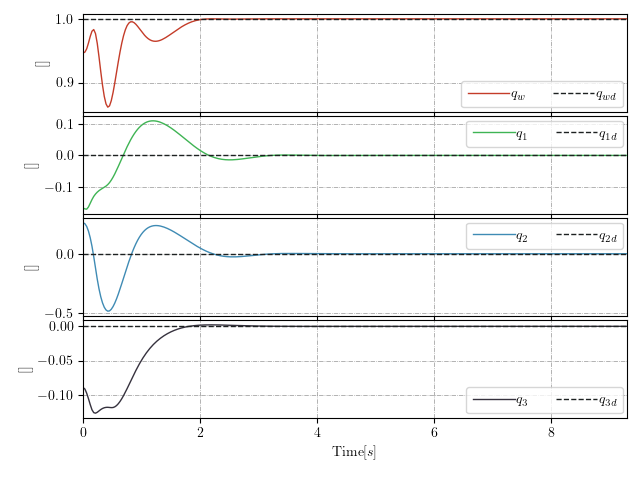 1.0
0.9
[]
q_w q_wd
0.1
0.0
−0.1
[]
q_1 q_1d
0.0
−0.5
[]
q_2 q_2d
0.00
−0.05
−0.10
[]
q_3 q_3d
0 2 4 6 8
Time[s]